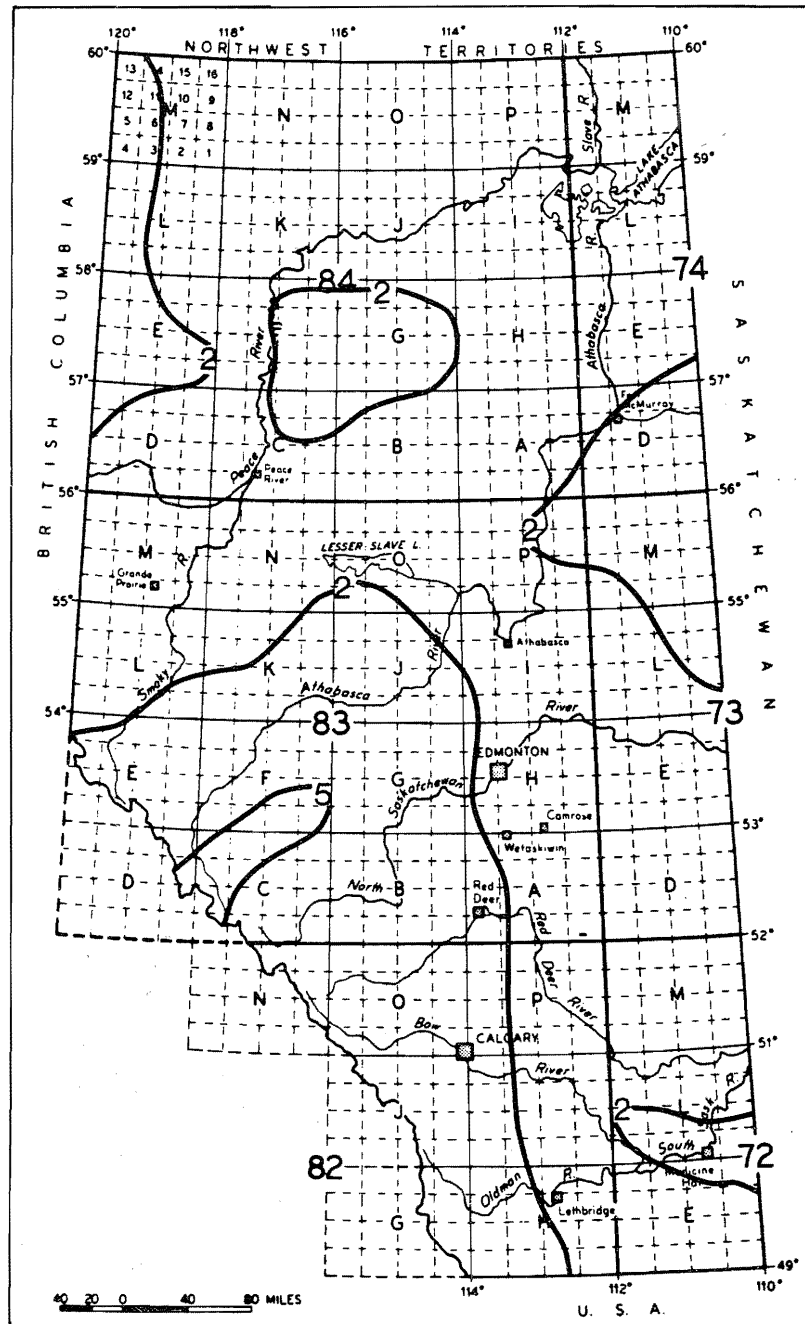 120° 118° 116° 114° 112° 110°
NORTHWEST TERRITORIES
60° 60°
13 14 15 16
12 11 10 9
M N O P M
5 6 7 8
4 3 2 1
Slave R.
59° 59°
LAKE ATHABASCA
L K J L
R.
58° 58°
84 2 74
BRITISH COLUMBIA
SASKATCHEWAN
E G H E
River
Athabasca
2
57° 57°
Ft. McMurray
D C B A D
Peace
Peace River
56° 56°
2
LESSER SLAVE L.
M R. N O P M
Grande Prairie
2
55° 55°
Athabasca
L K J L
River
Smoky
Athabasca
River
54° 54°
83 73
EDMONTON
E F G H E
5
Saskatchewan
Camrose
Wetaskiwin
53° 53°
D C North B A D
Red Deer
Red Deer River
52° 52°
N O P M
Bow
CALGARY
River
51° 51°
J
2
R.
Sask
South
82 72
Medicine Hat
Oldman R.
Lethbridge
G E
49° 49°
40 20 0 40 80 MILES
114° 112° 110°
U. S. A.